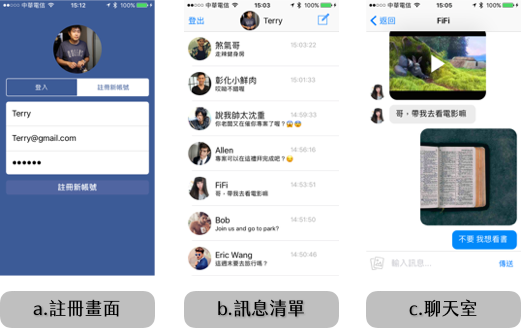 中華電信 15:12 100%
登入 註冊新帳號
Terry
Terry@gmail.com
●●●●●●
註冊新帳號
a.註冊畫面
中華電信 15:03 100%
登出 Terry
煞氣哥 15:03:22
走辣健身房
彰化小鮮肉 15:01:33
哎呦不錯喔
說我帥太沈重 14:59:33
你老闆又在催你專案了喔?😱😨
Allen 14:56:16
專案可以在這禮拜完成吧?😏
FiFi 14:53:51
哥,帶我去看電影嘛
Bob 14:51:50
Join us and go to park?
Eric Wang 14:50:46
這週末要去旅行嗎?
b.訊息清單
中華電信 15:05 100%
返回 FiFi
哥,帶我去看電影嘛
不要 我想看書
輸入訊息... 傳送
c.聊天室